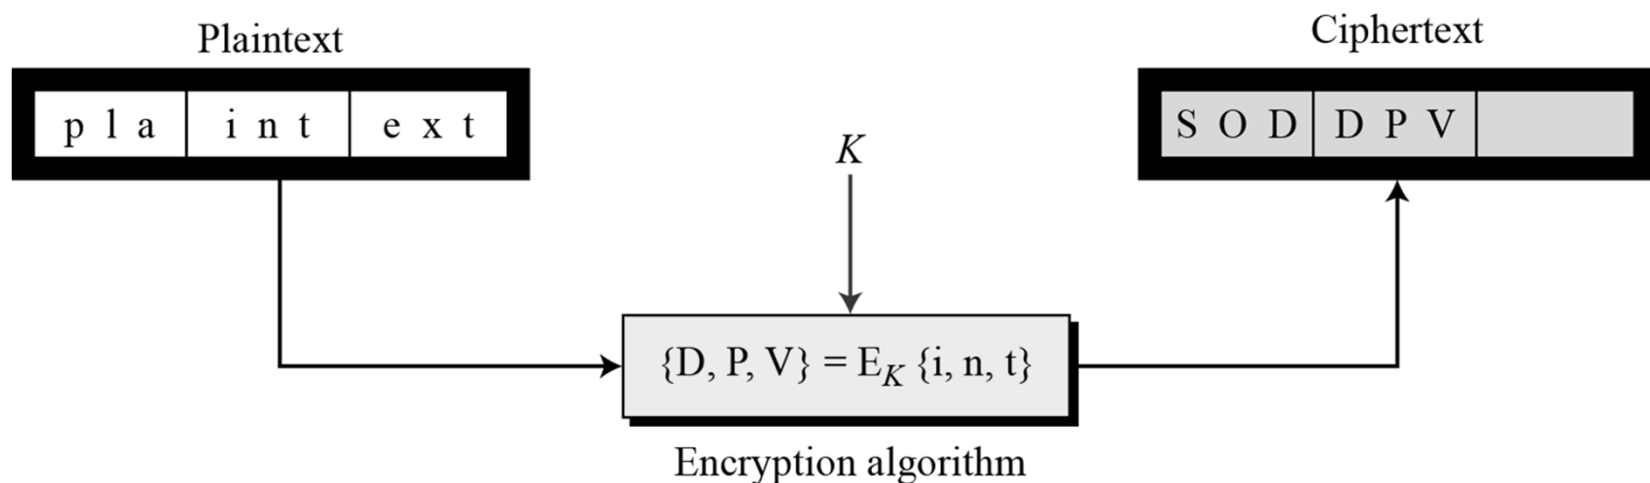 Plaintext
Ciphertext
p l a i n t e x t
S O D D P V
K
{D, P, V} = E_K {i, n, t}
Encryption algorithm